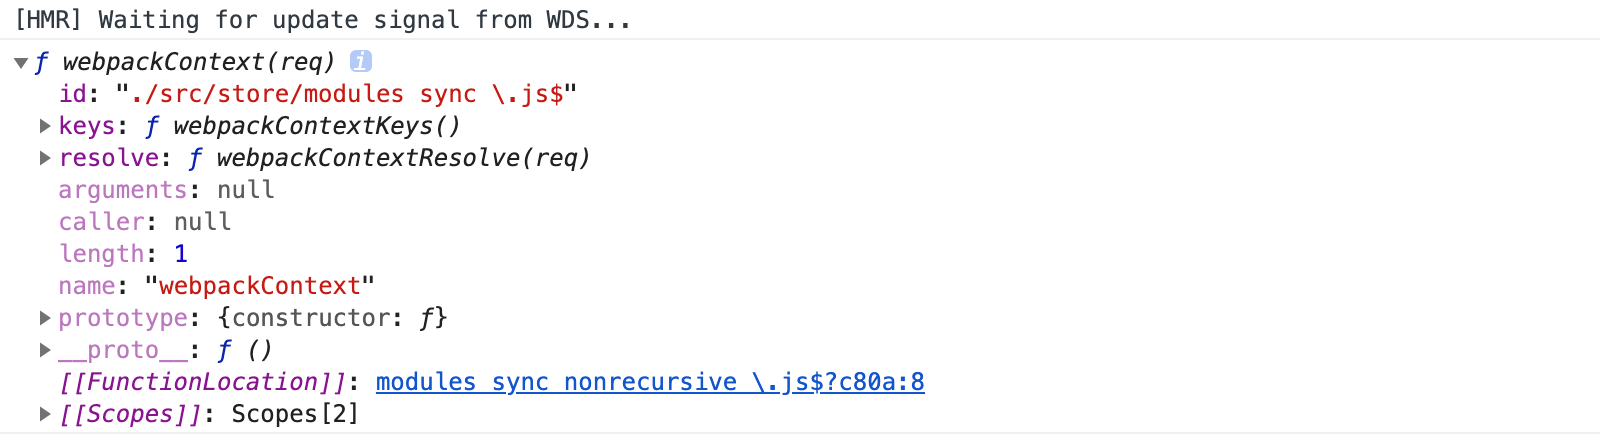 [HMR] Waiting for update signal from WDS...
▼ƒ webpackContext(req) i
id: "./src/store/modules sync \.js$"
▶keys: ƒ webpackContextKeys()
▶resolve: ƒ webpackContextResolve(req)
arguments: null
caller: null
length: 1
name: "webpackContext"
▶prototype: {constructor: ƒ}
▶__proto__: ƒ ()
[[FunctionLocation]]: modules sync nonrecursive \.js$?c80a:8
▶[[Scopes]]: Scopes[2]